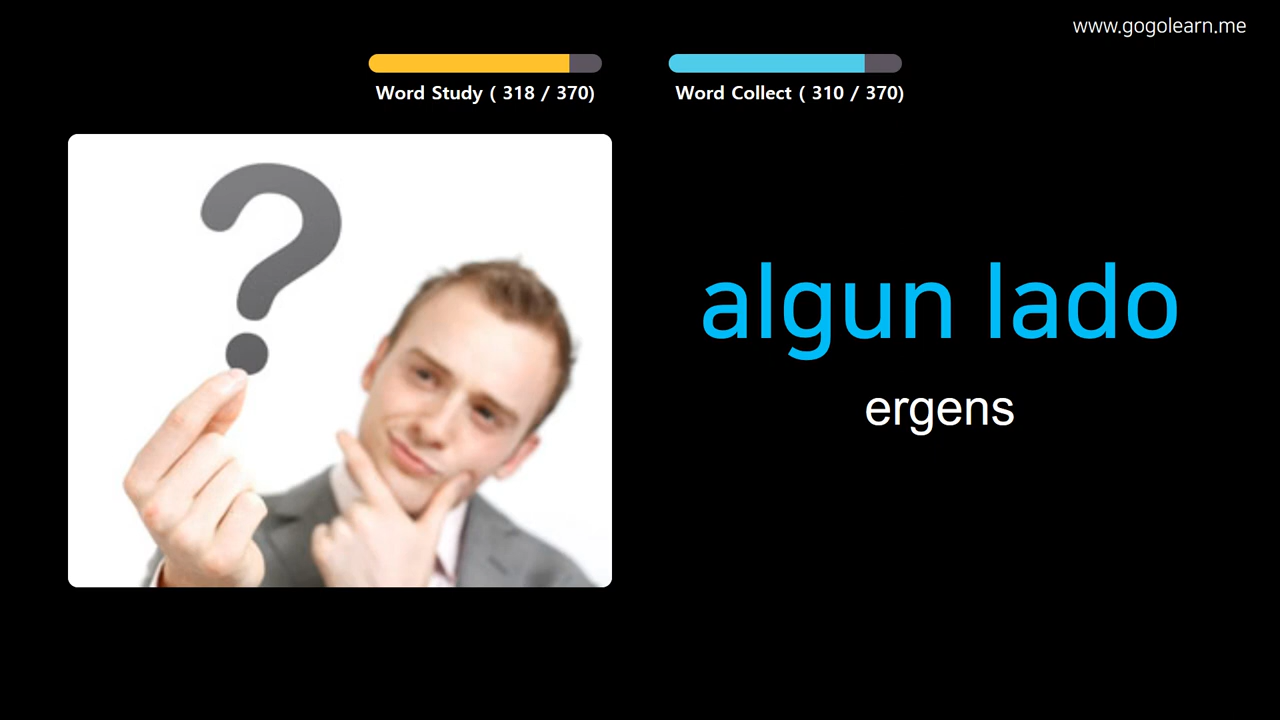 www.gogolearn.me
Word Study ( 318 / 370)
Word Collect ( 310 / 370)
?
algun lado
ergens